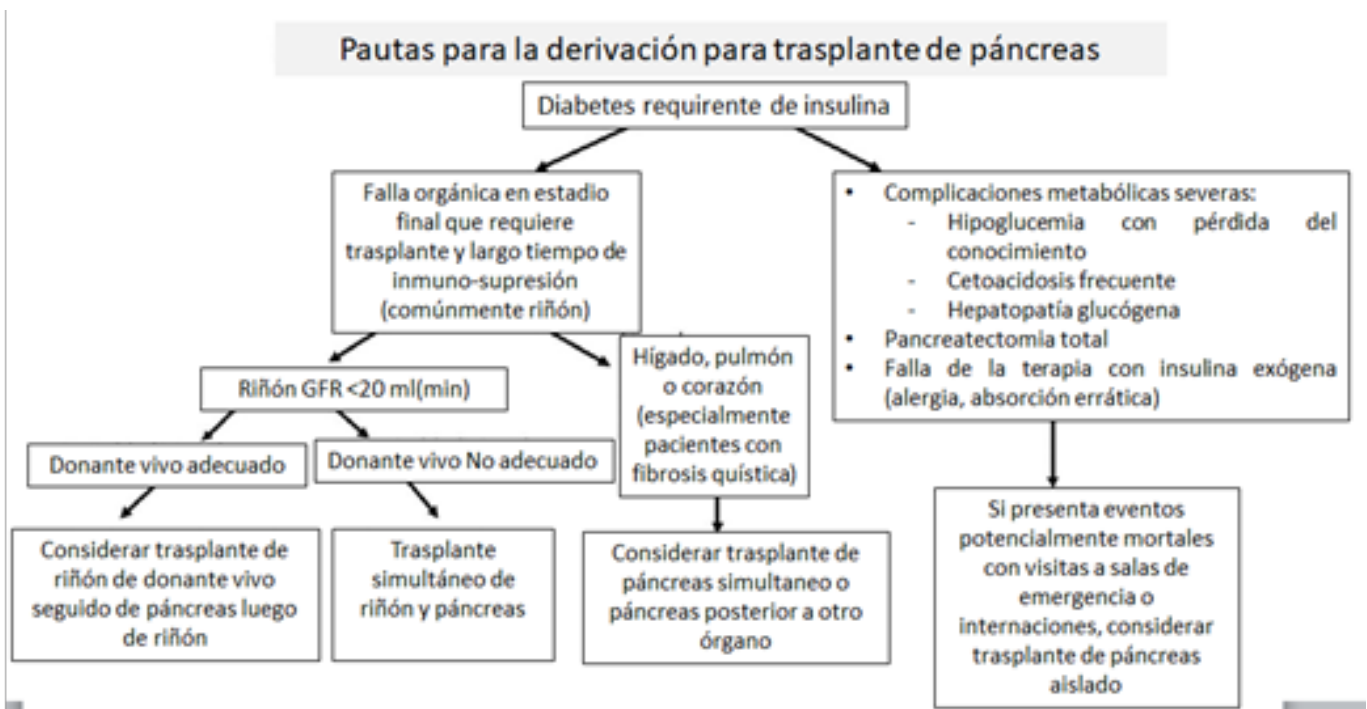 Pautas para la derivación para trasplante de páncreas
Diabetes requirente de insulina
Falla orgánica en estadio
final que requiere
trasplante y largo tiempo de
inmuno-supresión
(comúnmente riñón)
• Complicaciones metabólicas severas:
- Hipoglucemia con pérdida del
conocimiento
- Cetoacidosis frecuente
- Hepatopatía glucógena
• Pancreatectomia total
• Falla de la terapia con insulina exógena
(alergia, absorción errática)
Riñón GFR <20 ml(min)
Hígado, pulmón
o corazón
(especialmente
pacientes con
fibrosis quística)
Donante vivo adecuado
Donante vivo No adecuado
Considerar trasplante de
riñón de donante vivo
seguido de páncreas luego
de riñón
Trasplante
simultáneo de
riñón y páncreas
Considerar trasplante de
páncreas simultaneo o
páncreas posterior a otro
órgano
Si presenta eventos
potencialmente mortales
con visitas a salas de
emergencia o
internaciones, considerar
trasplante de páncreas
aislado